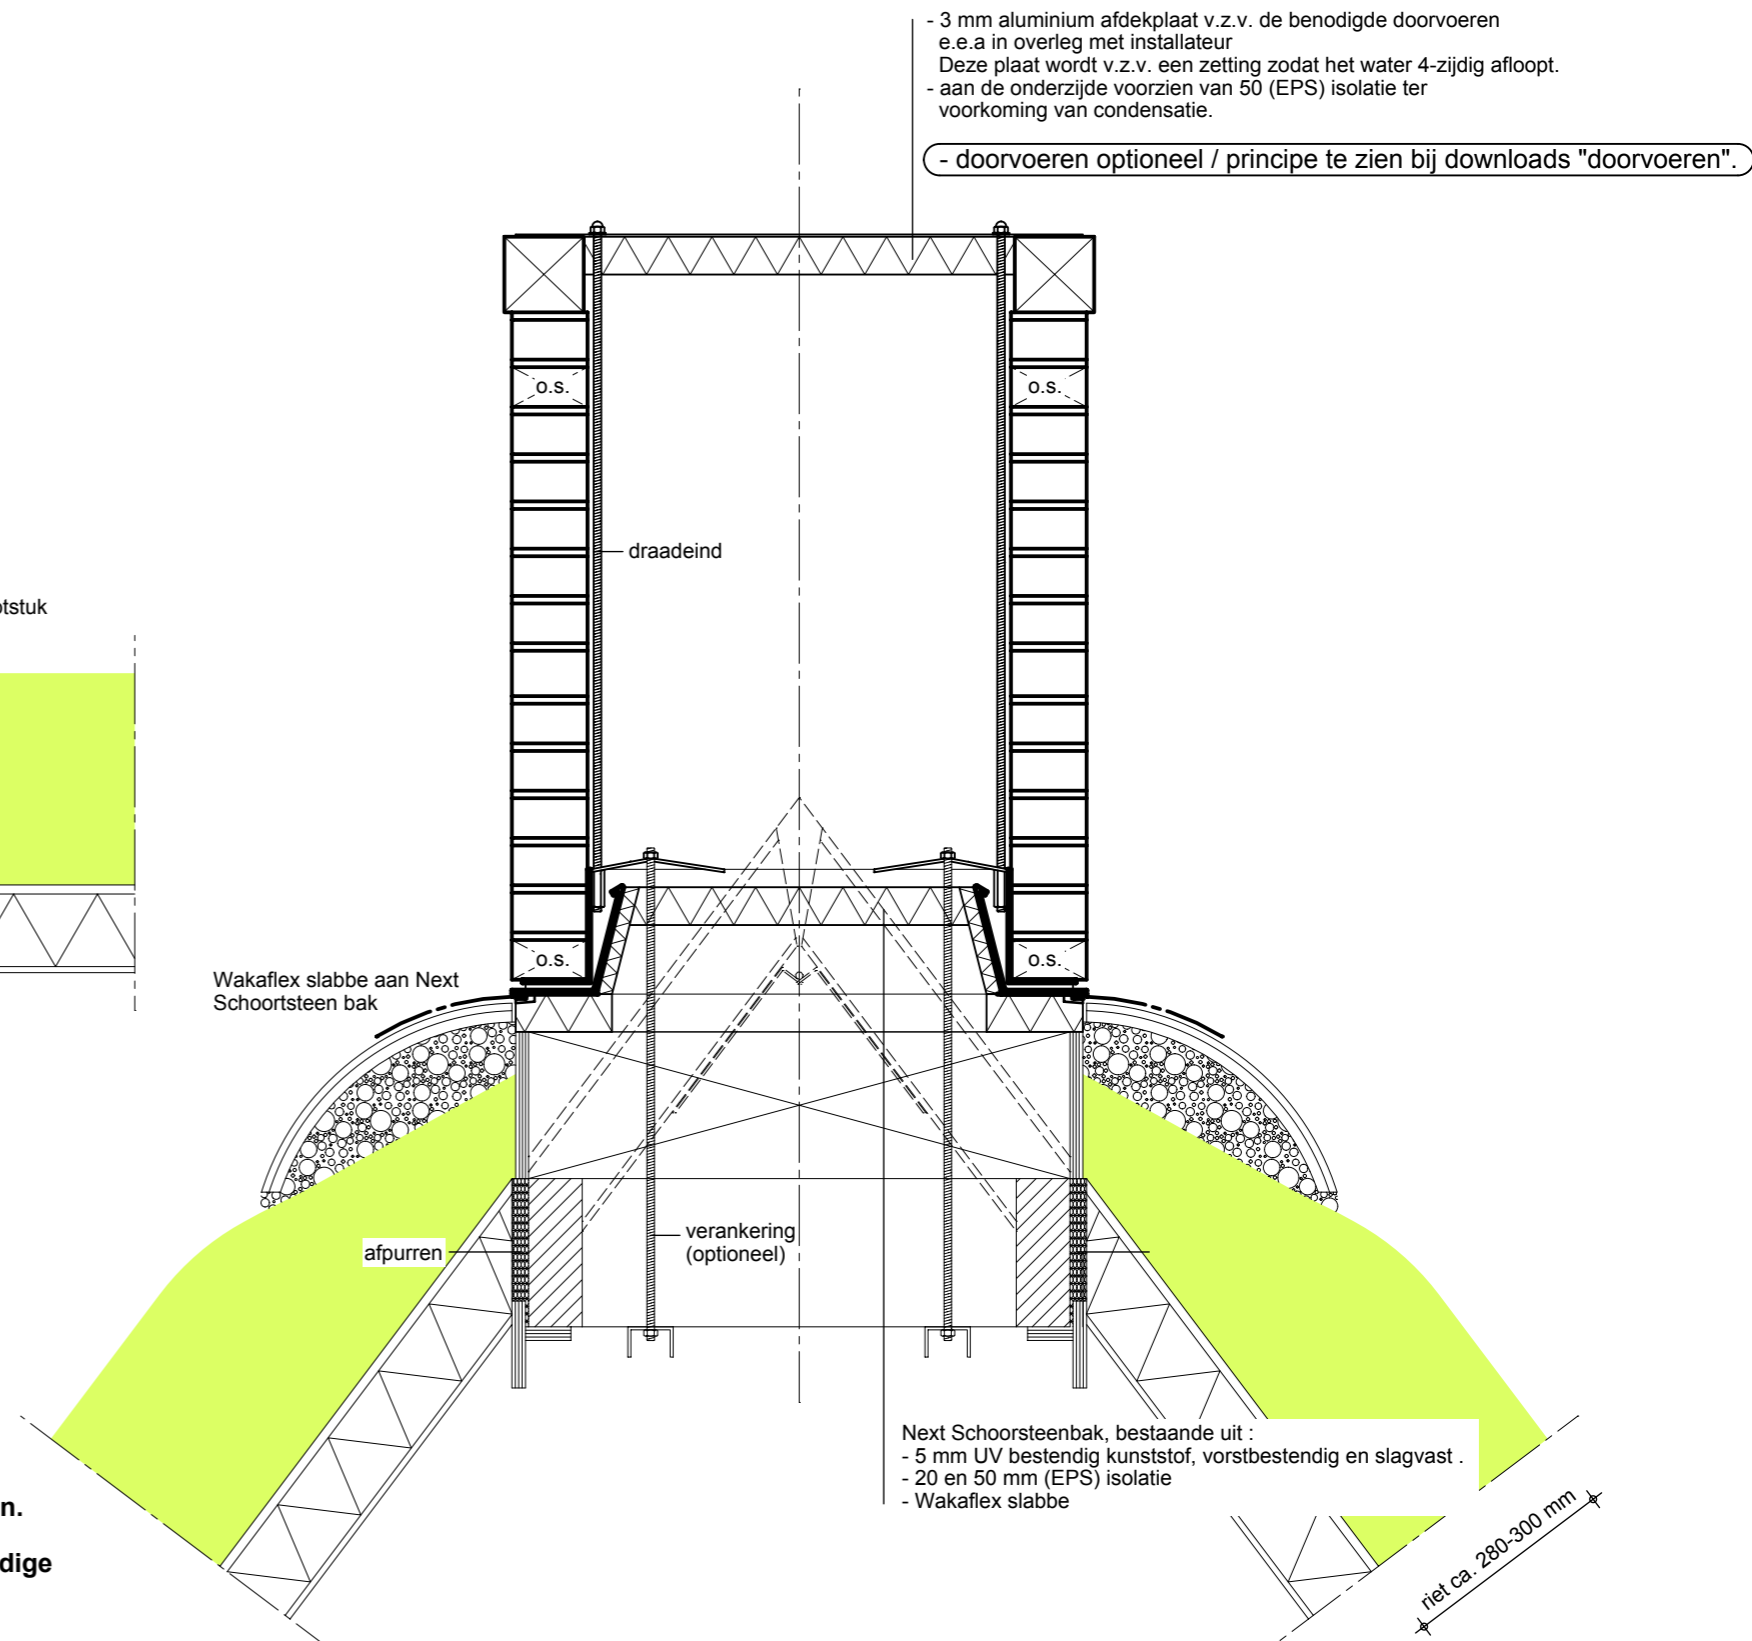 - 3 mm aluminium afdekplaat v.z.v. de benodigde doorvoeren
e.e.a in overleg met installateur
Deze plaat wordt v.z.v. een zetting zodat het water 4-zijdig afloopt.
- aan de onderzijde voorzien van 50 (EPS) isolatie ter
voorkoming van condensatie.
- doorvoeren optioneel / principe te zien bij downloads "doorvoeren".
o.s.
o.s.
draadeind
otstuk
o.s.
o.s.
Wakaflex slabbe aan Next
Schoortsteen bak
verankering
(optioneel)
afpurren
Next Schoorsteenbak, bestaande uit :
- 5 mm UV bestendig kunststof, vorstbestendig en slagvast .
- 20 en 50 mm (EPS) isolatie
- Wakaflex slabbe
n.
dige
riet ca. 280-300 mm